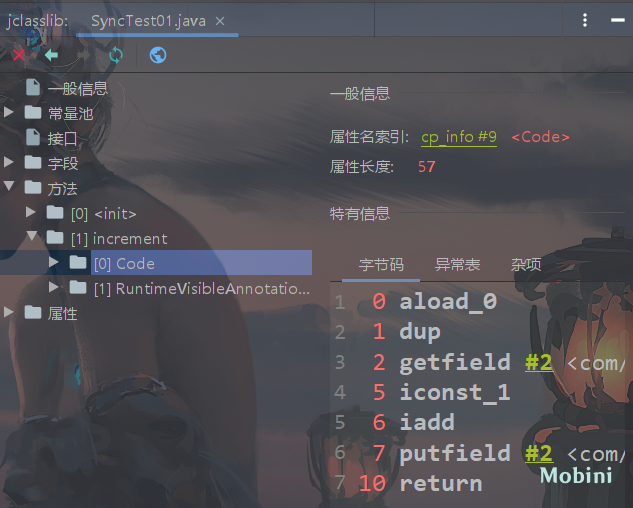 jclasslib: SyncTest01.java ×
一般信息
常量池
接口
字段
方法
[0] <init>
[1] increment
[0] Code
[1] RuntimeVisibleAnnotatio...
属性
一般信息
属性名索引: cp_info #9 <Code>
属性长度: 57
特有信息
字节码 异常表 杂项
1 0 aload_0
2 1 dup
3 2 getfield #2 <com/
4 5 iconst_1
5 6 iadd
6 7 putfield #2 <com/
7 10 return
Mobini